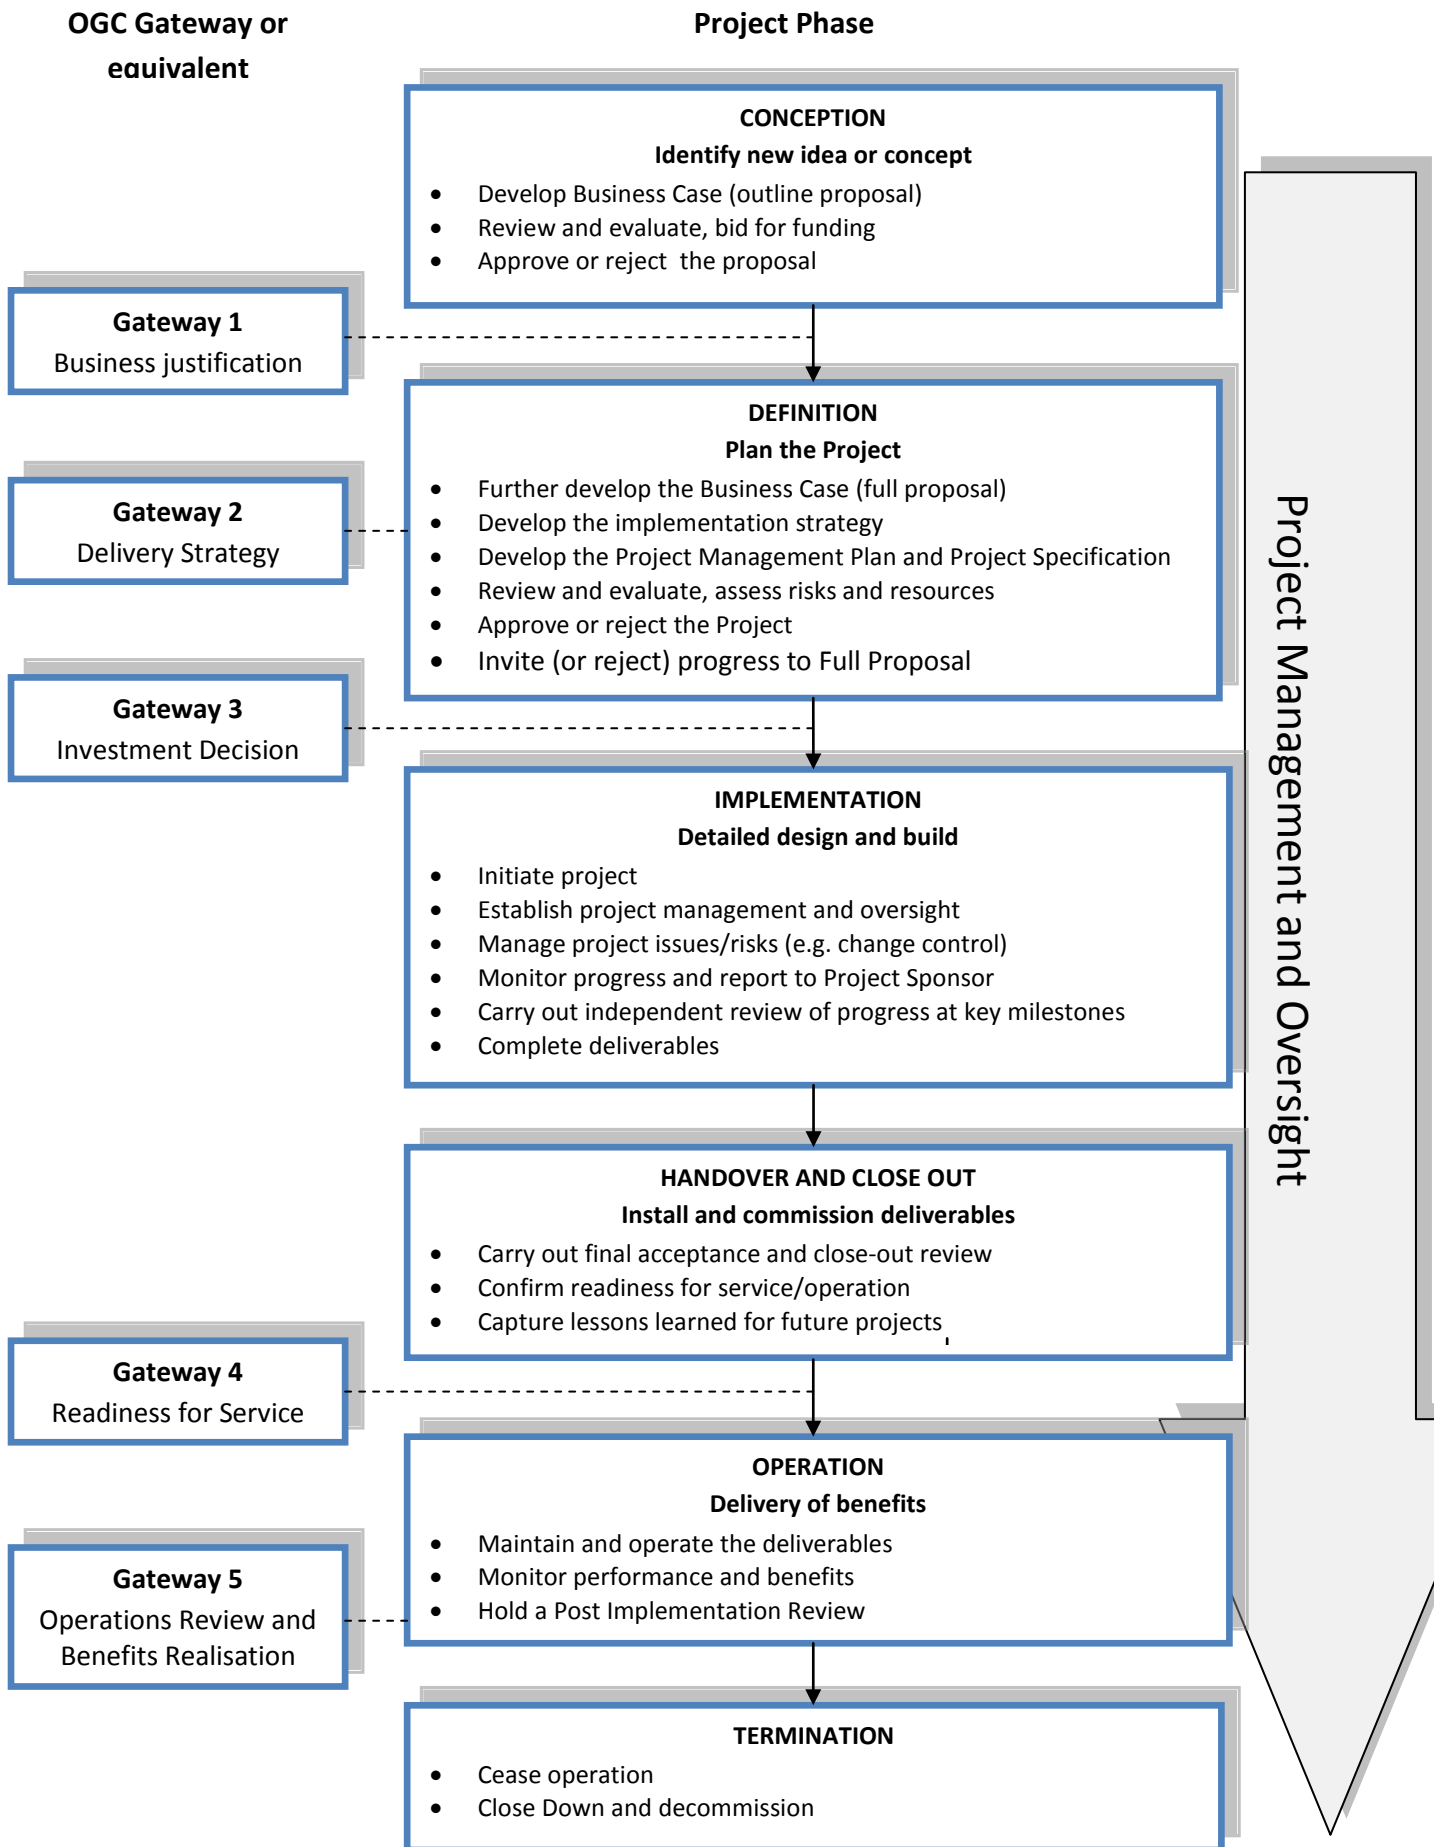 OGC Gateway or
equivalent
Project Phase
CONCEPTION
Identify new idea or concept
• Develop Business Case (outline proposal)
• Review and evaluate, bid for funding
• Approve or reject the proposal
Gateway 1
Business justification
DEFINITION
Plan the Project
• Further develop the Business Case (full proposal)
• Develop the implementation strategy
• Develop the Project Management Plan and Project Specification
• Review and evaluate, assess risks and resources
• Approve or reject the Project
• Invite (or reject) progress to Full Proposal
Gateway 2
Delivery Strategy
Gateway 3
Investment Decision
IMPLEMENTATION
Detailed design and build
• Initiate project
• Establish project management and oversight
• Manage project issues/risks (e.g. change control)
• Monitor progress and report to Project Sponsor
• Carry out independent review of progress at key milestones
• Complete deliverables
HANDOVER AND CLOSE OUT
Install and commission deliverables
• Carry out final acceptance and close-out review
• Confirm readiness for service/operation
• Capture lessons learned for future projects
Gateway 4
Readiness for Service
OPERATION
Delivery of benefits
• Maintain and operate the deliverables
• Monitor performance and benefits
• Hold a Post Implementation Review
Gateway 5
Operations Review and
Benefits Realisation
TERMINATION
• Cease operation
• Close Down and decommission
Project Management and Oversight